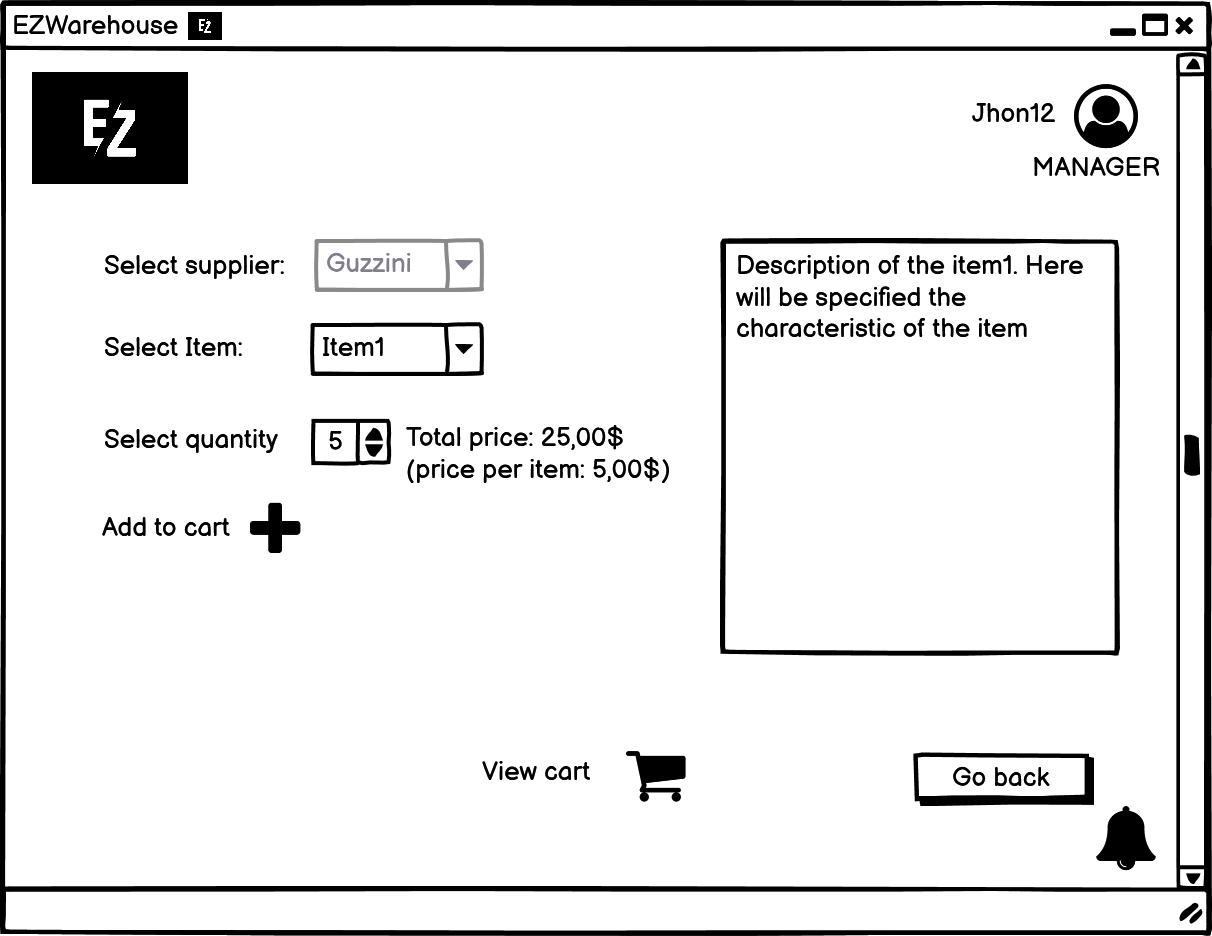 EZWarehouse EZ
EZ
Jhon12
MANAGER
Select supplier: Guzzini
Select Item: Item1
Select quantity 5 Total price: 25,00$
(price per item: 5,00$)
Add to cart
Description of the item1. Here
will be specified the
characteristic of the item
View cart
Go back